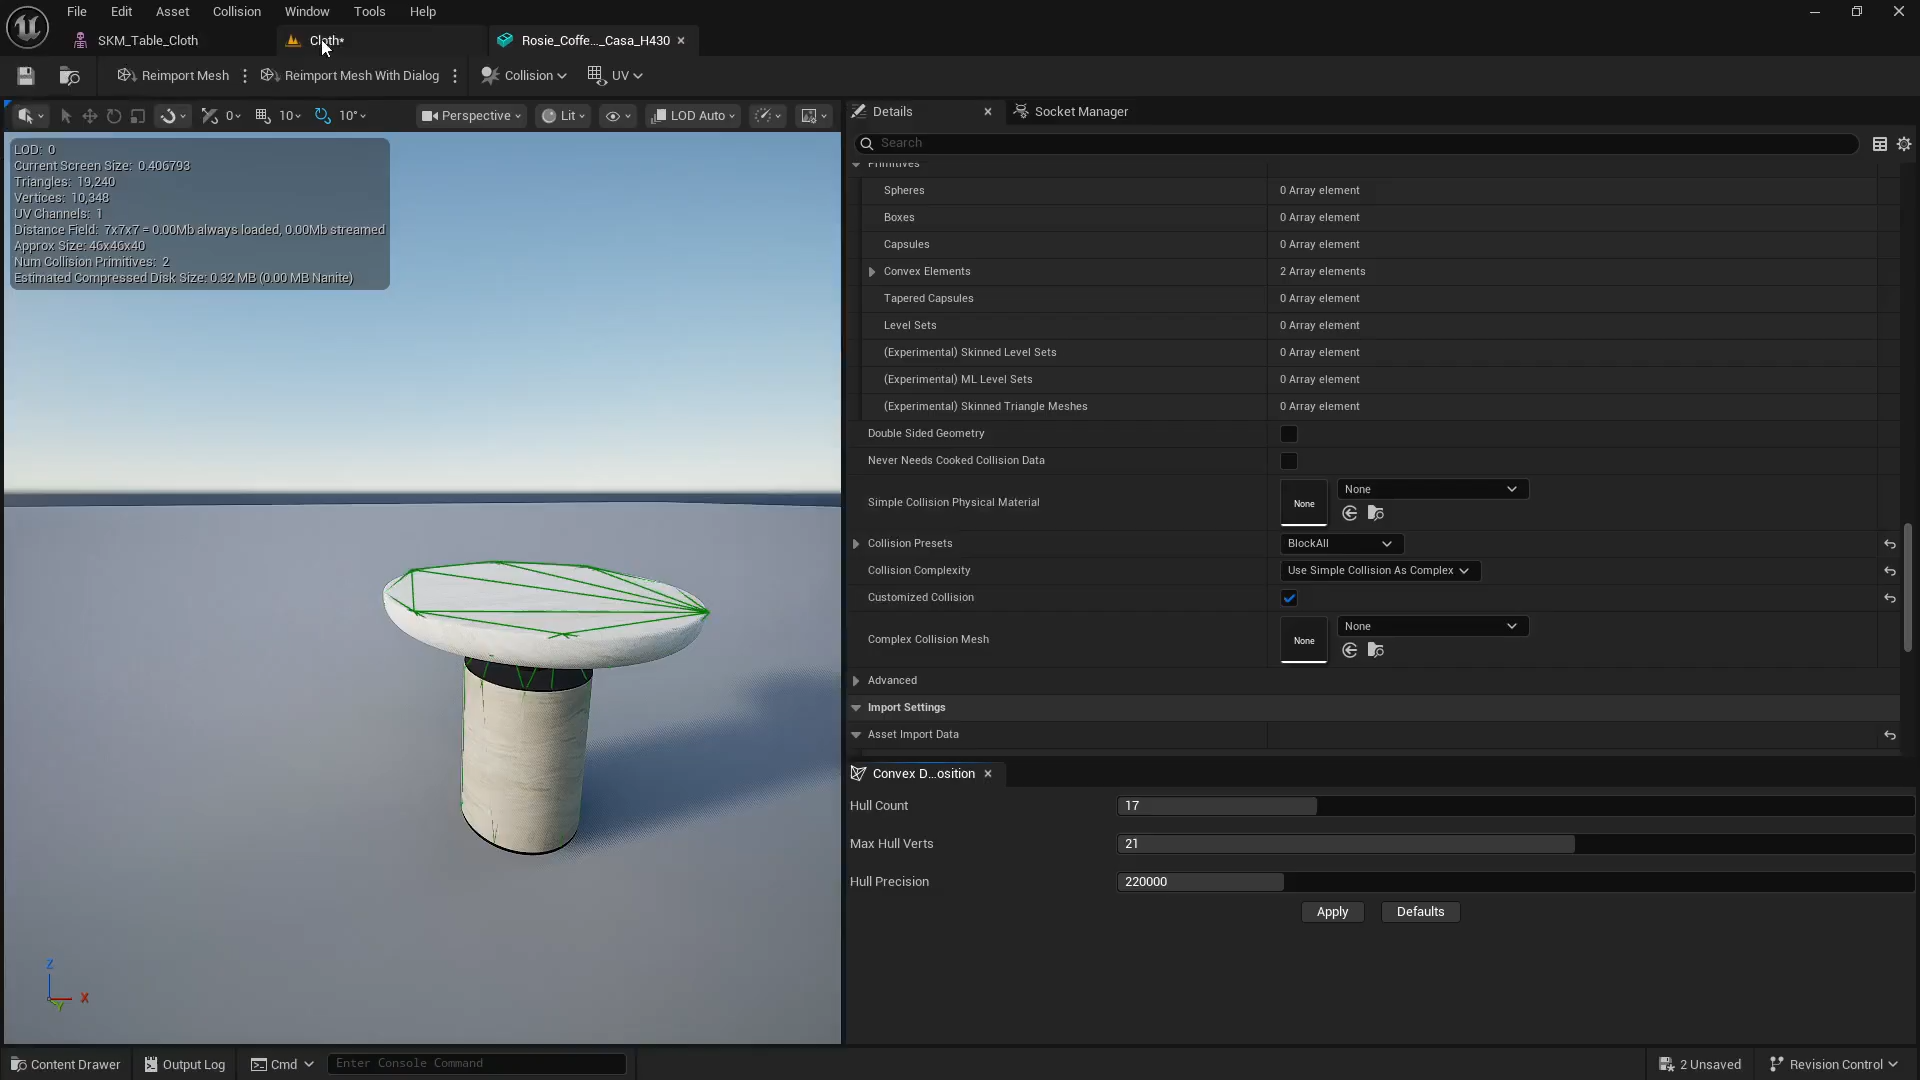 File Edit Asset Collision Window Tools Help
SKM_Table_Cloth Cloth* Rosie_Coffe..._Casa_H430
Reimport Mesh Reimport Mesh With Dialog Collision UV
0 10 10° Perspective Lit LOD Auto
LOD: 0
Current Screen Size: 0.406793
Triangles: 19,240
Vertices: 10,348
UV Channels: 1
Distance Field: 7x7x7 = 0.00Mb always loaded, 0.00Mb streamed
Approx Size: 46x46x40
Num Collision Primitives: 2
Estimated Compressed Disk Size: 0.32 MB (0.00 MB Nanite)
Z
X
Y
Details Socket Manager
Search
Primitives
Spheres 0 Array element
Boxes 0 Array element
Capsules 0 Array element
Convex Elements 2 Array elements
Tapered Capsules 0 Array element
Level Sets 0 Array element
(Experimental) Skinned Level Sets 0 Array element
(Experimental) ML Level Sets 0 Array element
(Experimental) Skinned Triangle Meshes 0 Array element
Double Sided Geometry
Never Needs Cooked Collision Data
Simple Collision Physical Material None None
Collision Presets BlockAll
Collision Complexity Use Simple Collision As Complex
Customized Collision
Complex Collision Mesh None None
Advanced
Import Settings
Asset Import Data
Convex D...osition
Hull Count 17
Max Hull Verts 21
Hull Precision 220000
Apply Defaults
Content Drawer Output Log Cmd Enter Console Command 2 Unsaved Revision Control